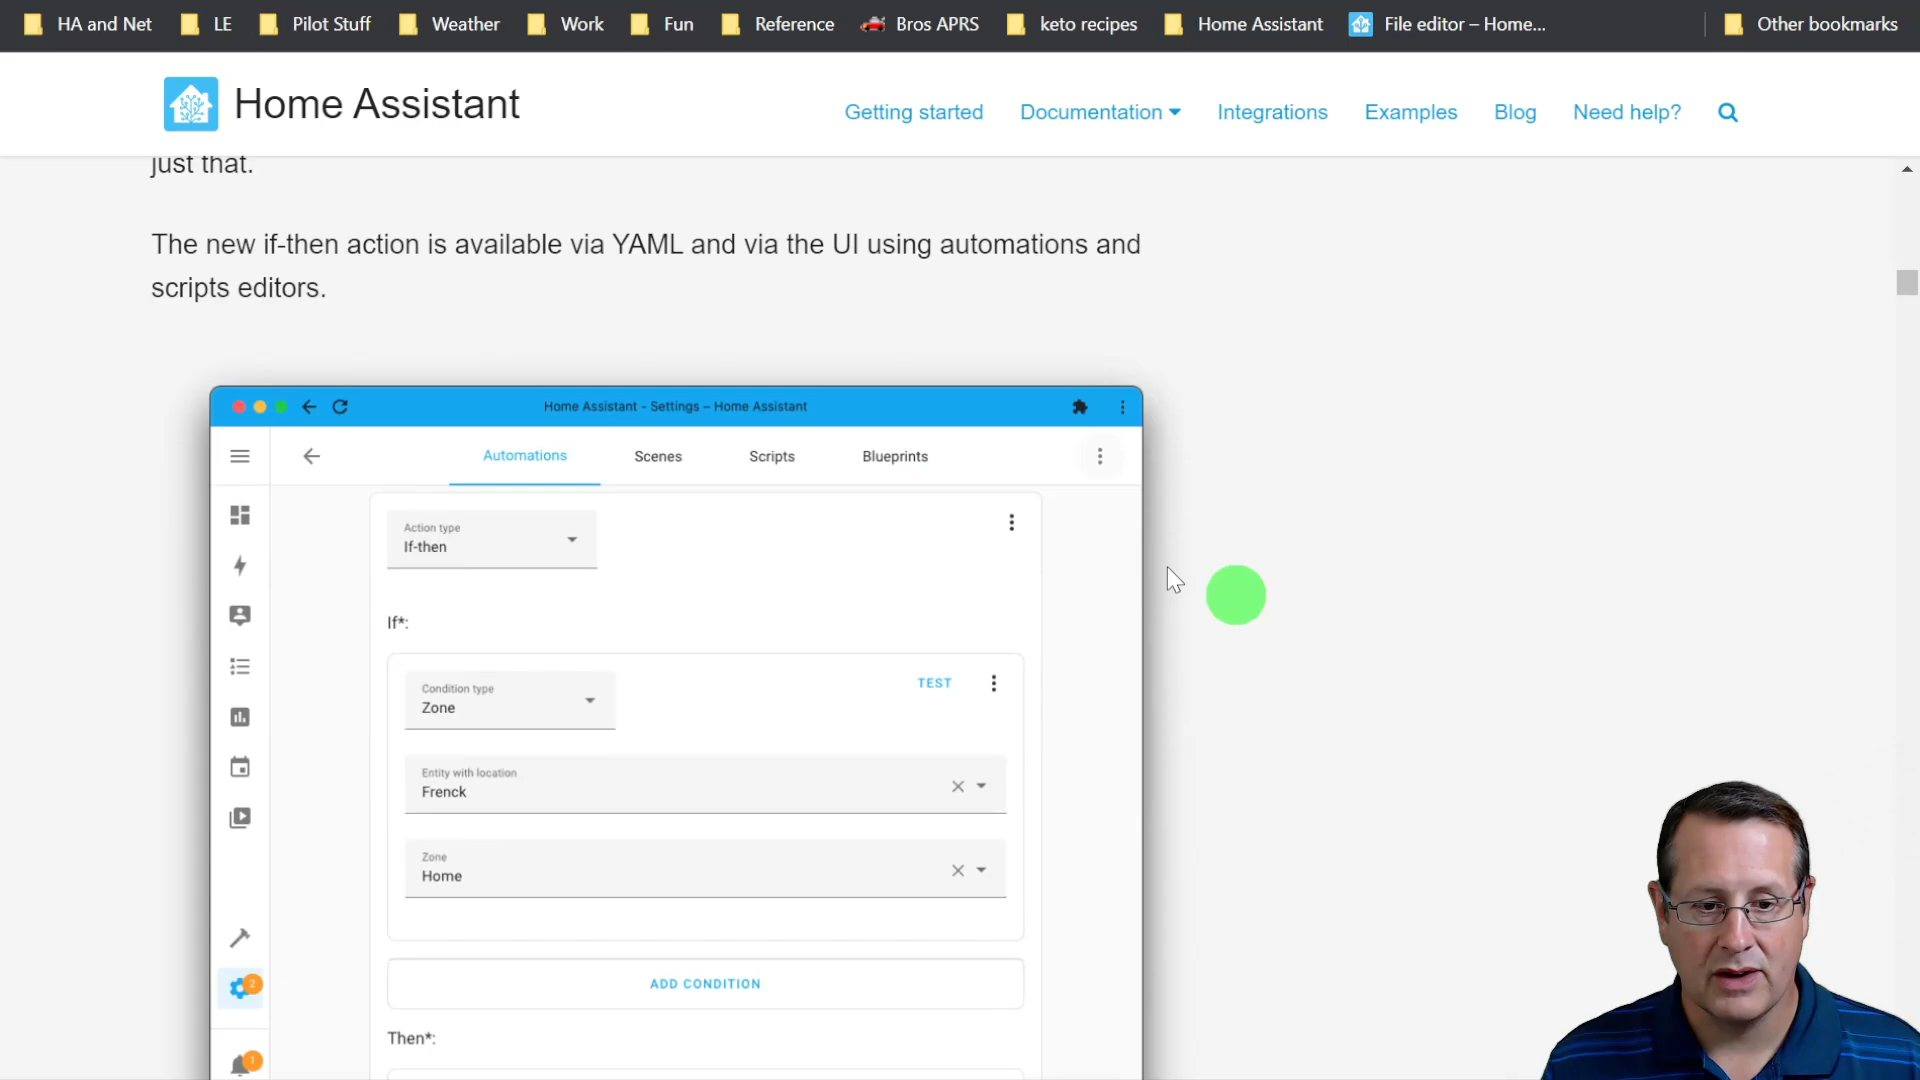 HA and Net LE Pilot Stuff Weather Work Fun Reference Bros APRS keto recipes Home Assistant File editor – Home... Other bookmarks
Home Assistant
Getting started Documentation Integrations Examples Blog Need help?
just that.
The new if-then action is available via YAML and via the UI using automations and
scripts editors.
Home Assistant - Settings – Home Assistant
Automations Scenes Scripts Blueprints
Action type
If-then
If*:
Condition type
Zone
TEST
Entity with location
Frenck
Zone
Home
ADD CONDITION
2
Then*:
1